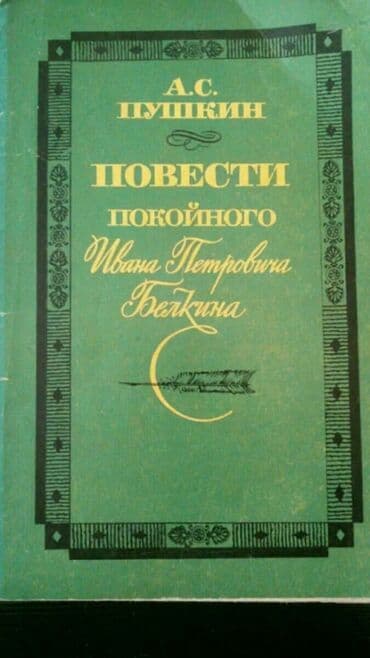 А.С.
ПУШКИН
ПОВЕСТИ
ПОКОЙНОГО
Ивана Петровича
Белкина